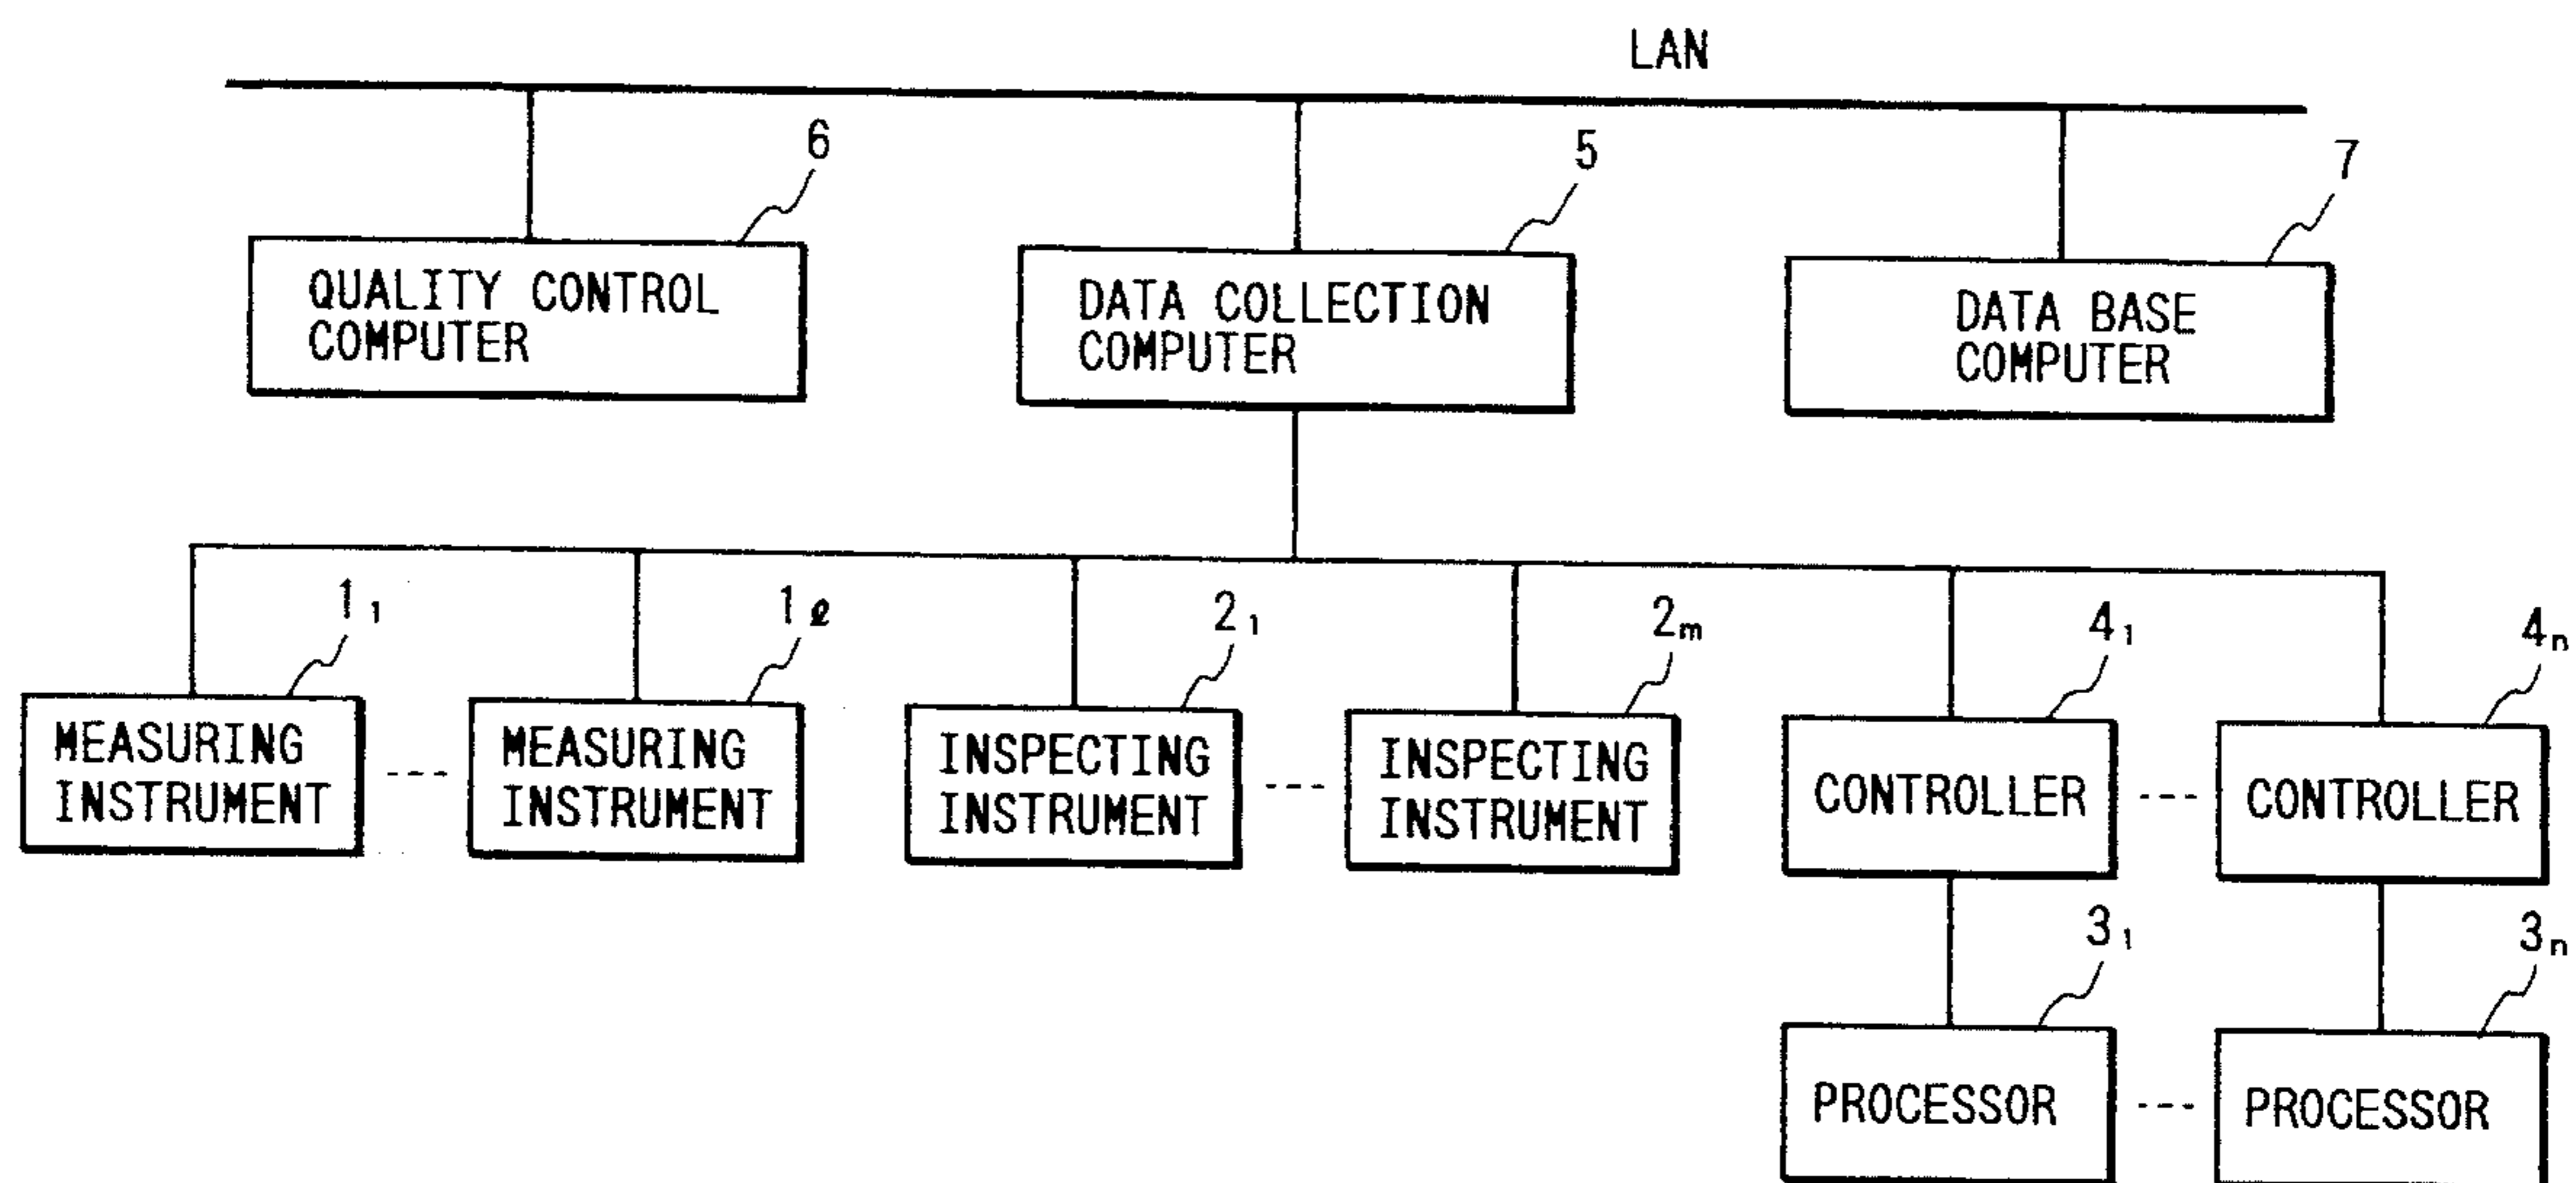 LAN
6
5
7
QUALITY CONTROL
COMPUTER
DATA COLLECTION
COMPUTER
DATA BASE
COMPUTER
1₁
1ℓ
2₁
2ₘ
4₁
4ₙ
MEASURING
INSTRUMENT
MEASURING
INSTRUMENT
INSPECTING
INSTRUMENT
INSPECTING
INSTRUMENT
CONTROLLER
CONTROLLER
3₁
3ₙ
PROCESSOR
PROCESSOR